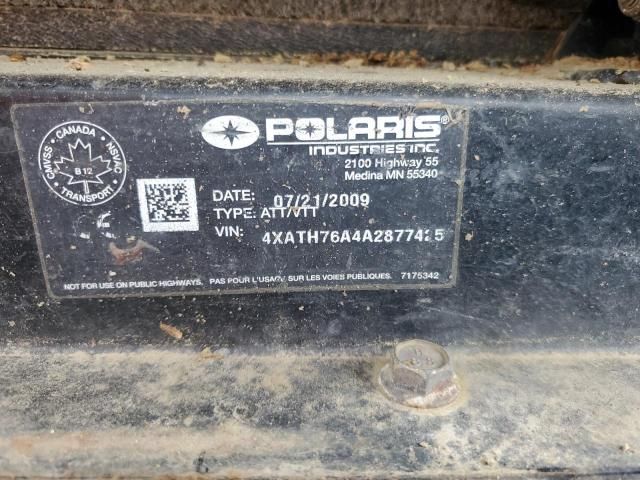 CMVSS · CANADA · NSVAC
B12
TRANSPORT
POLARIS®
INDUSTRIES INC.
2100 Highway 55
Medina MN 55340
DATE: 07/21/2009
TYPE: ATT/VTT
VIN: 4XATH76A4A2877425
NOT FOR USE ON PUBLIC HIGHWAYS. PAS POUR L'USAGE SUR LES VOIES PUBLIQUES. 7175342